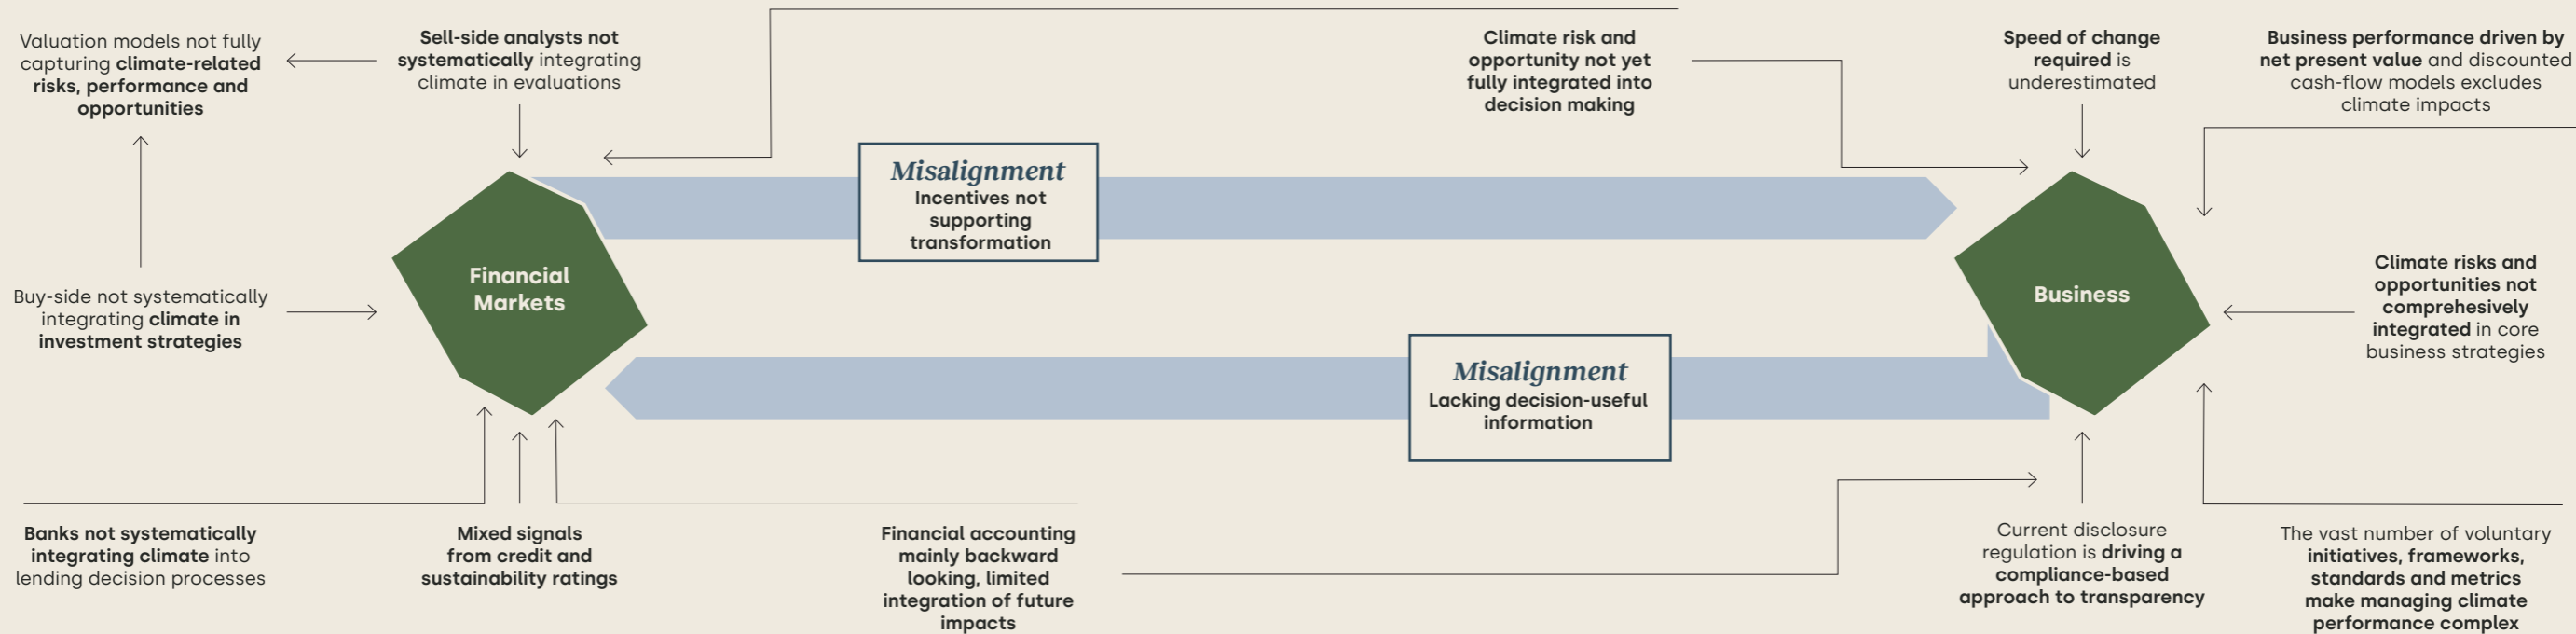 Valuation models not fully
capturing climate-related
risks, performance and
opportunities
Sell-side analysts not
systematically integrating
climate in evaluations
Climate risk and
opportunity not yet
fully integrated into
decision making
Speed of change
required is
underestimated
Business performance driven by
net present value and discounted
cash-flow models excludes
climate impacts
Misalignment
Incentives not
supporting
transformation
Financial
Markets
Business
Buy-side not systematically
integrating climate in
investment strategies
Climate risks and
opportunities not
comprehesively
integrated in core
business strategies
Misalignment
Lacking decision-useful
information
Banks not systematically
integrating climate into
lending decision processes
Mixed signals
from credit and
sustainability ratings
Financial accounting
mainly backward
looking, limited
integration of future
impacts
Current disclosure
regulation is driving a
compliance-based
approach to transparency
The vast number of voluntary
initiatives, frameworks,
standards and metrics
make managing climate
performance complex